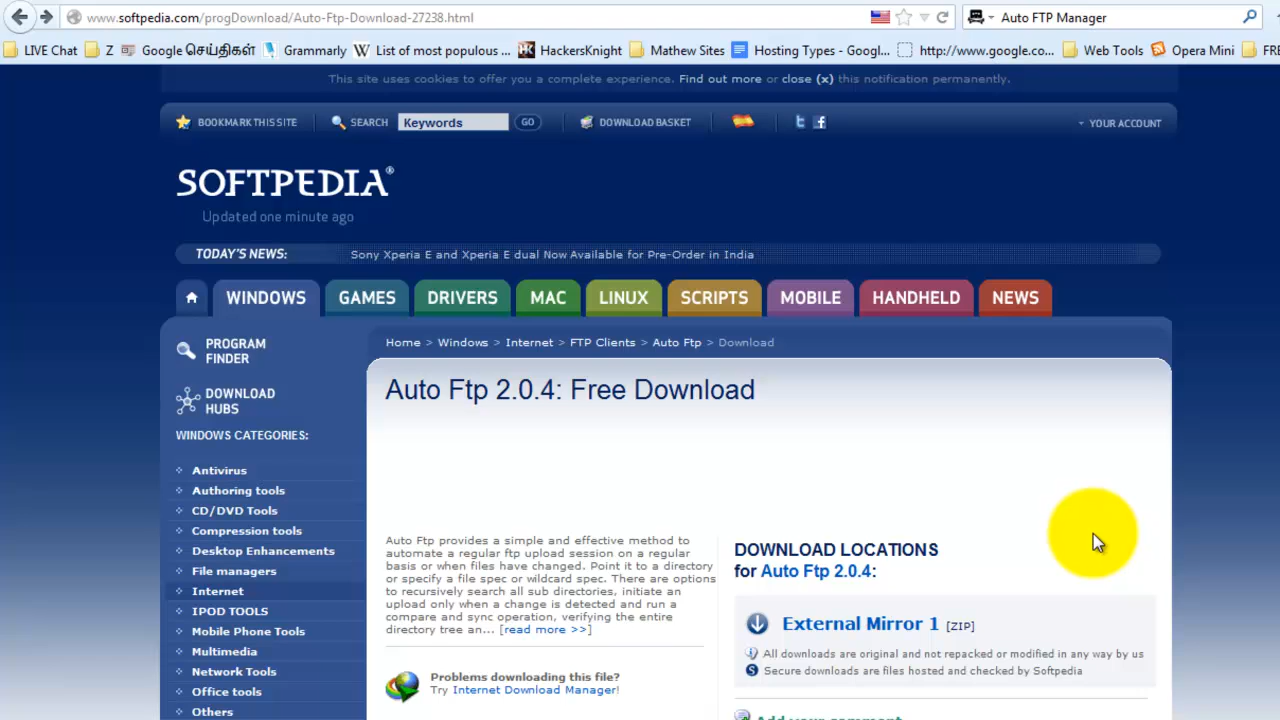 www.softpedia.com/progDownload/Auto-Ftp-Download-27238.html
Auto FTP Manager
LIVE Chat
Z
Google செய்திகள்
Grammarly
W List of most populous ...
HK HackersKnight
Mathew Sites
Hosting Types - Googl...
http://www.google.co...
Web Tools
Opera Mini
FRE
This site uses cookies to offer you a complete experience. Find out more or close (x) this notification permanently.
BOOKMARK THIS SITE
SEARCH
Keywords
GO
DOWNLOAD BASKET
t
f
YOUR ACCOUNT
SOFTPEDIA®
Updated one minute ago
TODAY'S NEWS:
Sony Xperia E and Xperia E dual Now Available for Pre-Order in India
WINDOWS
GAMES
DRIVERS
MAC
LINUX
SCRIPTS
MOBILE
HANDHELD
NEWS
PROGRAM
FINDER
DOWNLOAD
HUBS
WINDOWS CATEGORIES:
Antivirus
Authoring tools
CD/DVD Tools
Compression tools
Desktop Enhancements
File managers
Internet
IPOD TOOLS
Mobile Phone Tools
Multimedia
Network Tools
Office tools
Others
Home > Windows > Internet > FTP Clients > Auto Ftp > Download
Auto Ftp 2.0.4: Free Download
Auto Ftp provides a simple and effective method to
automate a regular ftp upload session on a regular
basis or when files have changed. Point it to a directory
or specify a file spec or wildcard spec. There are options
to recursively search all sub directories, initiate an
upload only when a change is detected and run a
compare and sync operation, verifying the entire
directory tree an... [read more >>]
Problems downloading this file?
Try Internet Download Manager!
DOWNLOAD LOCATIONS
for Auto Ftp 2.0.4:
External Mirror 1 [ZIP]
All downloads are original and not repacked or modified in any way by us
S Secure downloads are files hosted and checked by Softpedia
Add your comment